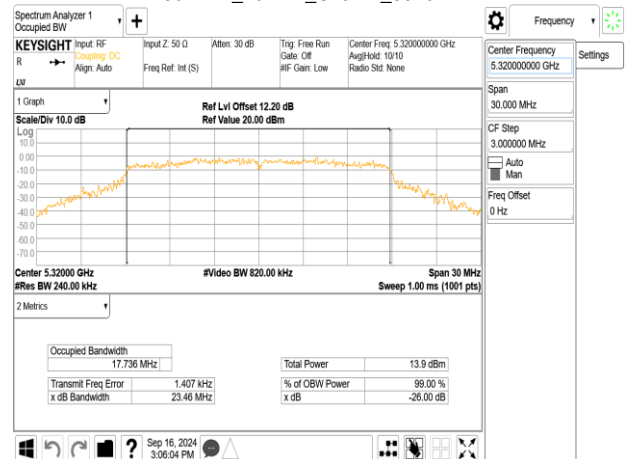 Spectrum Analyzer 1
Occupied BW
Frequency
KEYSIGHT
Input: RF
Coupling: DC
Align: Auto
R
LXI
Input Z: 50 Ω
Freq Ref: Int (S)
Atten: 30 dB
Trig: Free Run
Gate: Off
#IF Gain: Low
Center Freq: 5.320000000 GHz
Avg|Hold: 10/10
Radio Std: None
Center Frequency
5.320000000 GHz
Settings
Span
30.000 MHz
CF Step
3.000000 MHz
Auto
Man
Freq Offset
0 Hz
1 Graph
Scale/Div 10.0 dB
Ref Lvl Offset 12.20 dB
Ref Value 20.00 dBm
Log
10.0
0.00
-10.0
-20.0
-30.0
-40.0
-50.0
-60.0
-70.0
Center 5.32000 GHz
#Res BW 240.00 kHz
#Video BW 820.00 kHz
Span 30 MHz
Sweep 1.00 ms (1001 pts)
2 Metrics
Occupied Bandwidth
17.736 MHz
Transmit Freq Error 1.407 kHz
x dB Bandwidth 23.46 MHz
Total Power 13.9 dBm
% of OBW Power 99.00 %
x dB -26.00 dB
Sep 16, 2024
3:06:04 PM